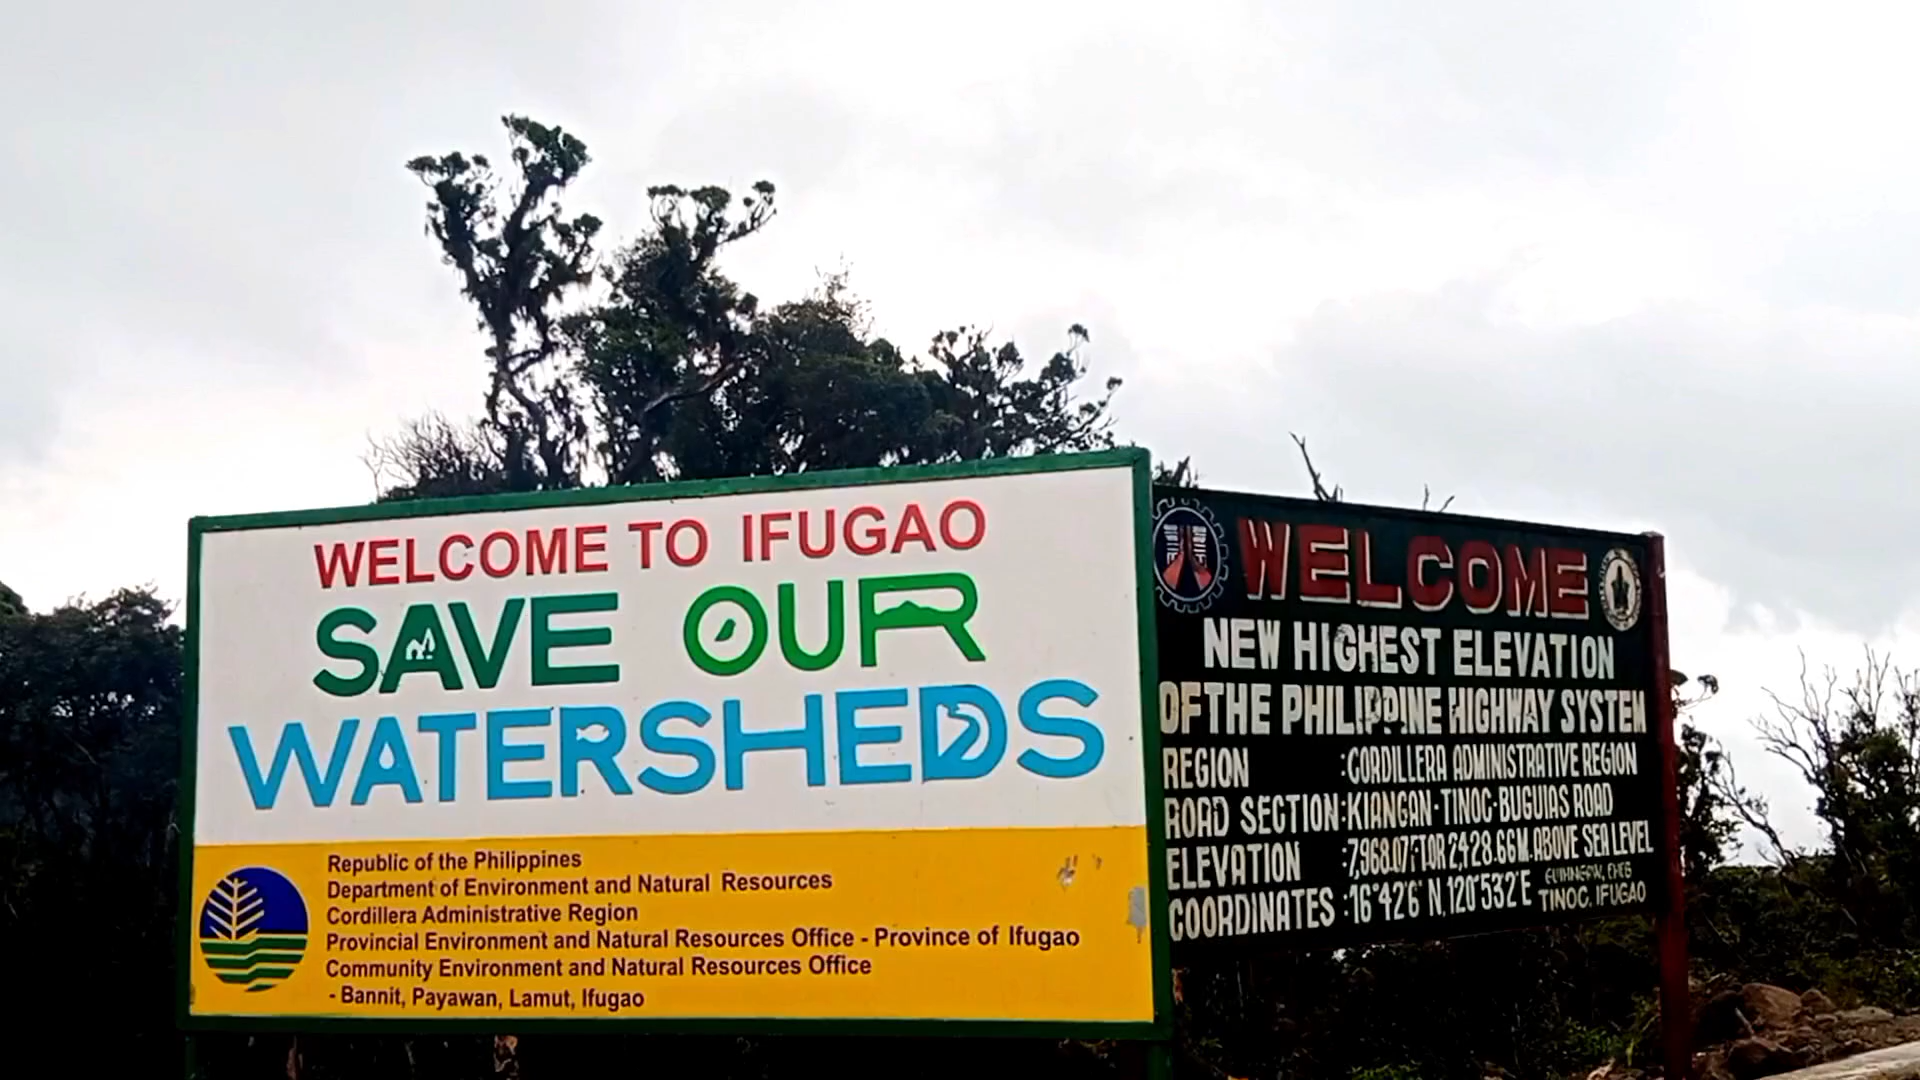 WELCOME TO IFUGAO
SAVE OUR
WATERSHEDS
Republic of the Philippines
Department of Environment and Natural Resources
Cordillera Administrative Region
Provincial Environment and Natural Resources Office - Province of Ifugao
Community Environment and Natural Resources Office
- Bannit, Payawan, Lamut, Ifugao
WELCOME
NEW HIGHEST ELEVATION
OF THE PHILIPPINE HIGHWAY SYSTEM
REGION :CORDILLERA ADMINISTRATIVE REGION
ROAD SECTION:KIANGAN-TINOC-BUGUIAS ROAD
ELEVATION :7,968.07FT.OR 2,428.66M.ABOVE SEA LEVEL
COORDINATES :16°42'6" N, 120°53'2"E
TINOC, IFUGAO